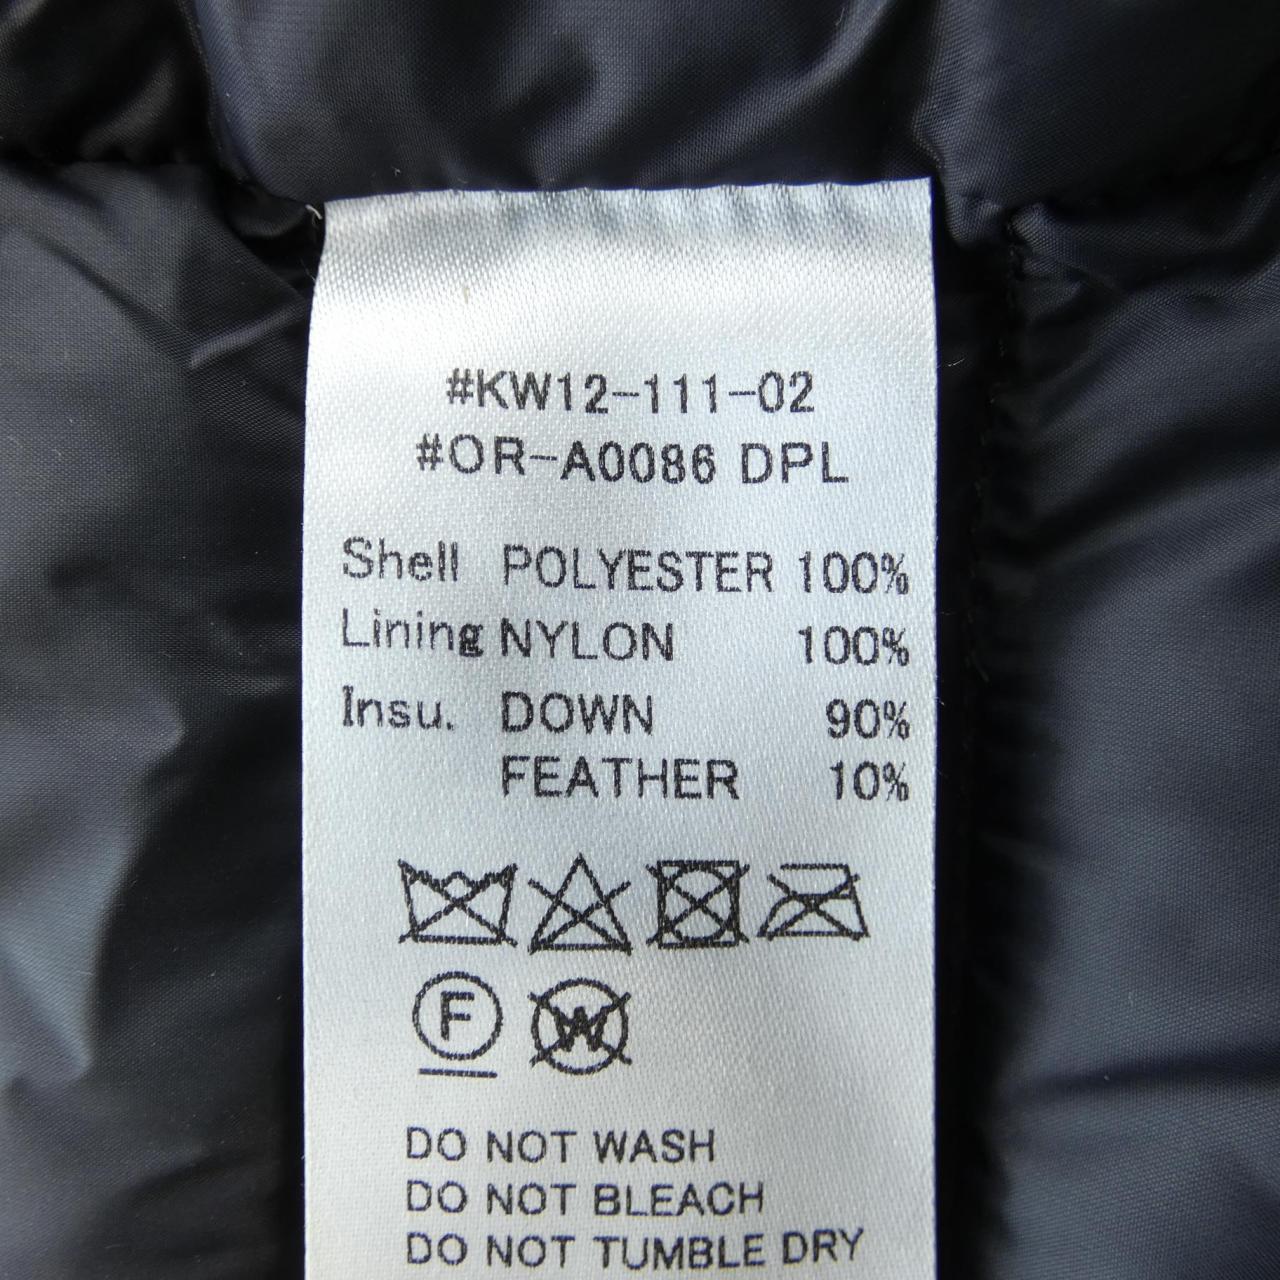 #KW12-111-02
#OR-A0086 DPL
Shell POLYESTER 100%
Lining NYLON 100%
Insu. DOWN 90%
FEATHER 10%
F W
DO NOT WASH
DO NOT BLEACH
DO NOT TUMBLE DRY